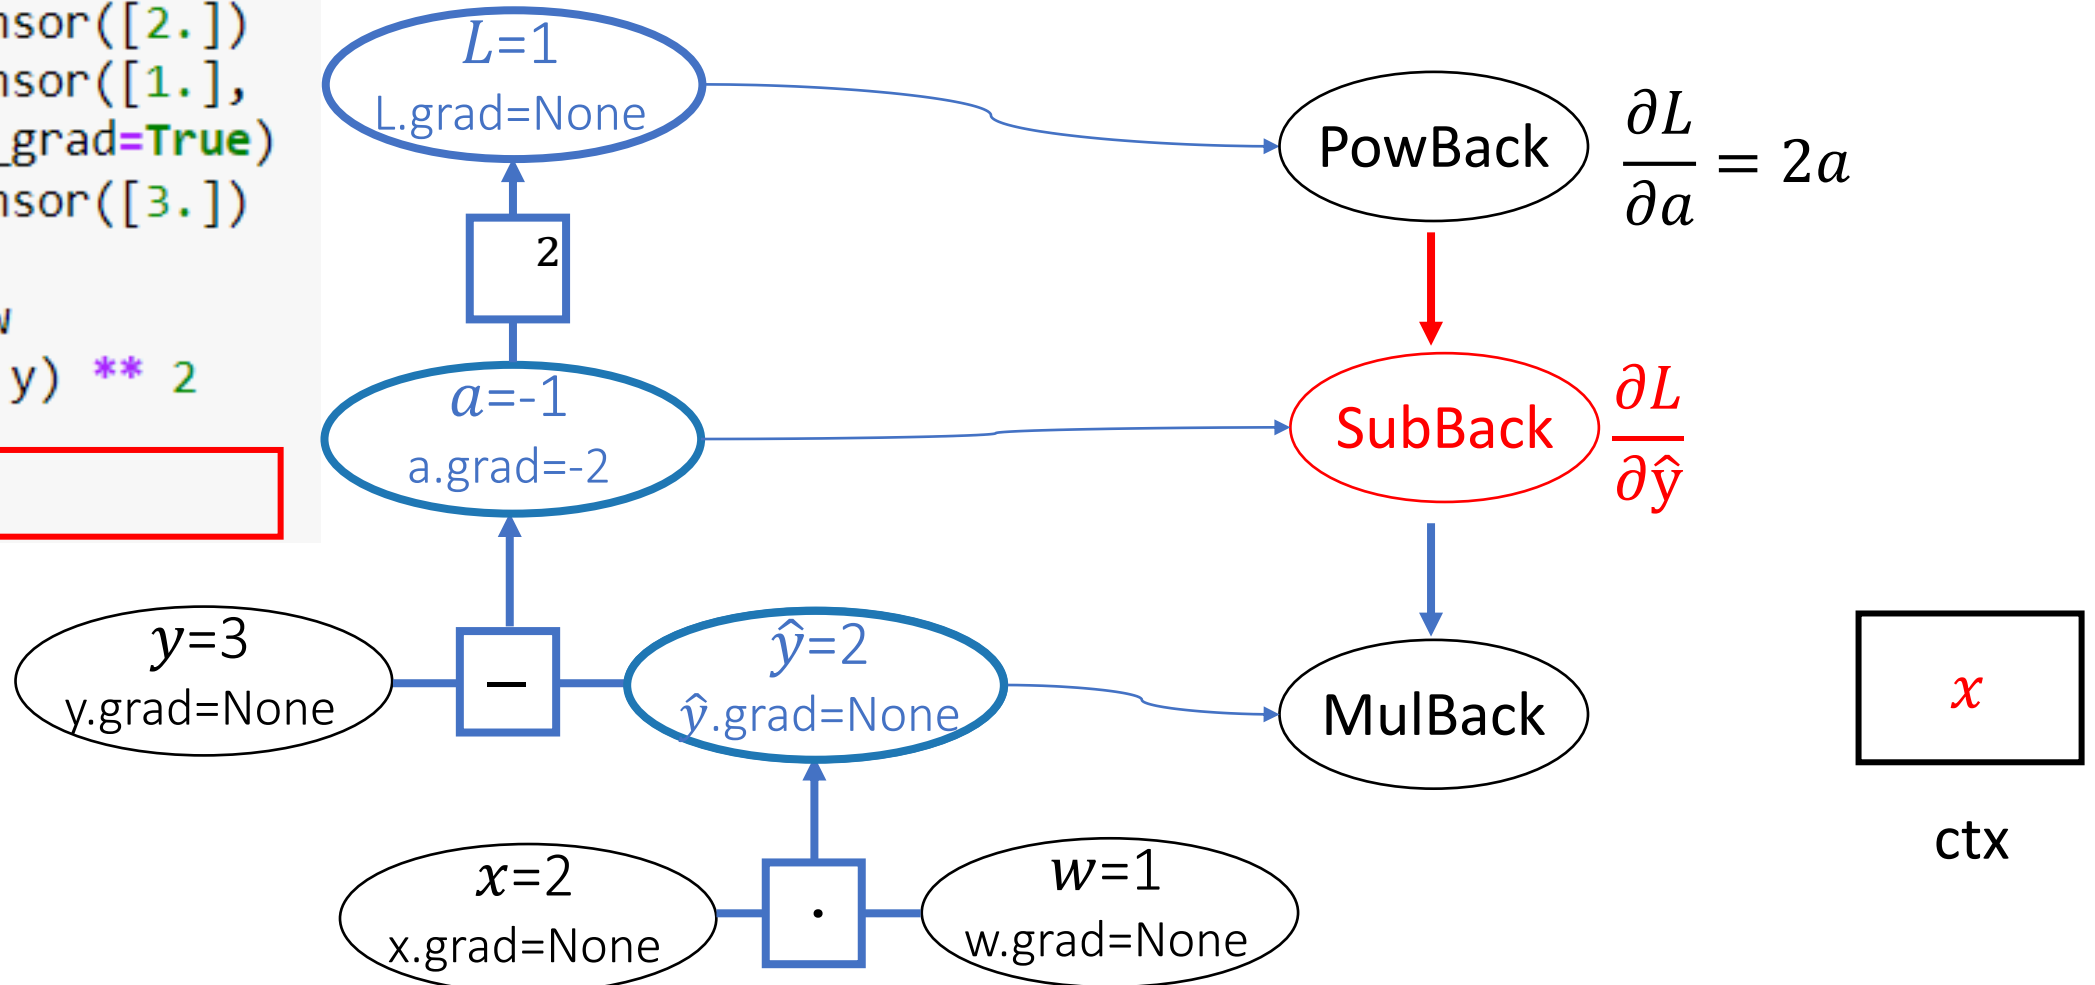 nsor([2.])
nsor([1.],
_grad=True)
nsor([3.])
w
y) ** 2
L=1
L.grad=None
2
a=-1
a.grad=-2
y=3
y.grad=None
−
ŷ=2
ŷ.grad=None
x=2
x.grad=None
·
w=1
w.grad=None
PowBack
∂L/∂a = 2a
SubBack
∂L/∂ŷ
MulBack
x
ctx